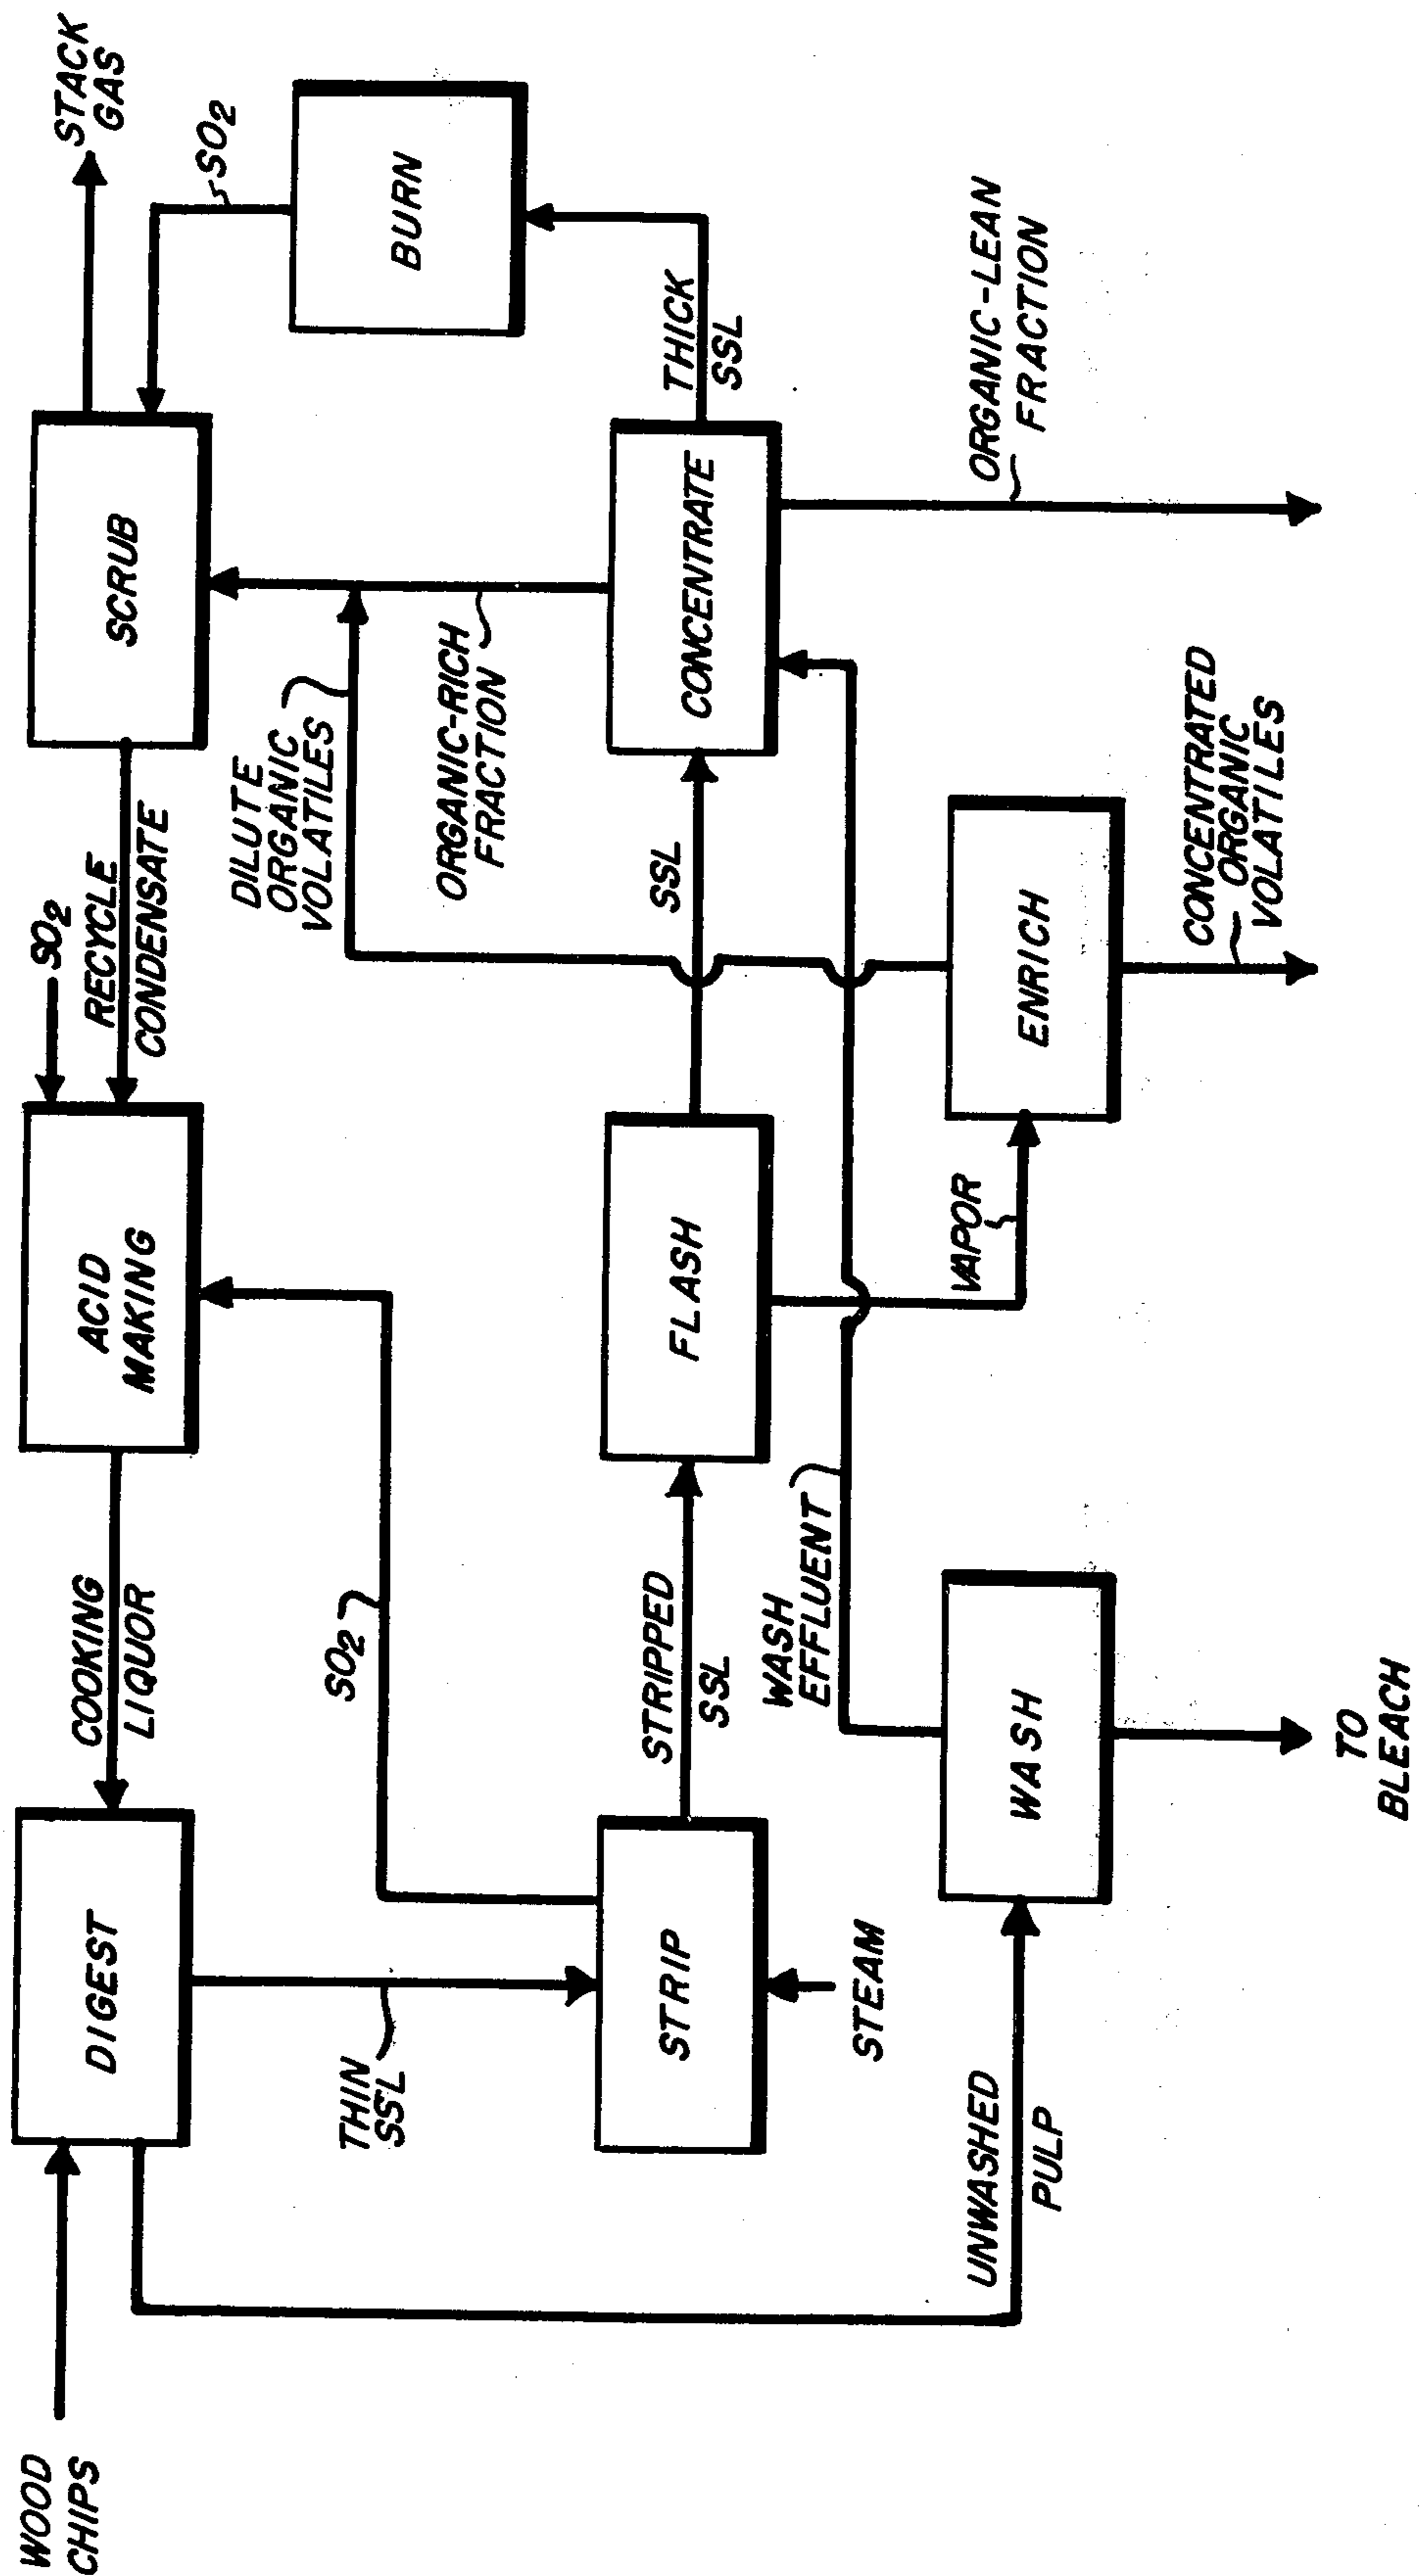 WOOD
CHIPS
DIGEST
COOKING
LIQUOR
ACID
MAKING
SO2
RECYCLE
CONDENSATE
SCRUB
STACK
GAS
SO2
BURN
THIN
SSL
SO2
DILUTE
ORGANIC
VOLATILES
ORGANIC-RICH
FRACTION
STRIP
STRIPPED
SSL
FLASH
SSL
CONCENTRATE
THICK
SSL
STEAM
WASH
EFFLUENT
VAPOR
ORGANIC-LEAN
FRACTION
UNWASHED
PULP
WASH
ENRICH
CONCENTRATED
ORGANIC
VOLATILES
TO
BLEACH